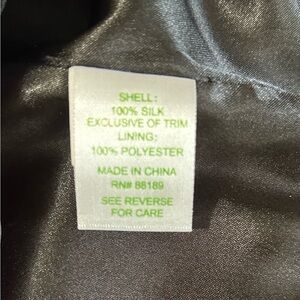 SHELL:
100% SILK
EXCLUSIVE OF TRIM
LINING:
100% POLYESTER
MADE IN CHINA
RN# 88189
SEE REVERSE
FOR CARE